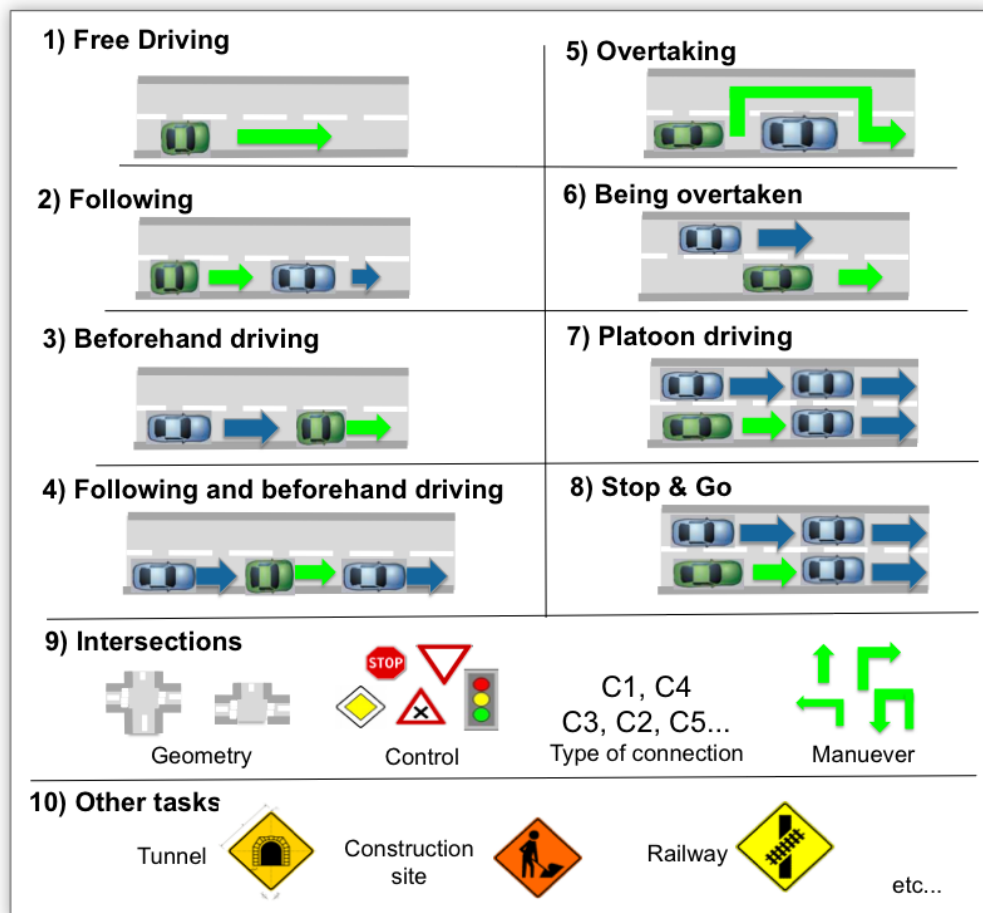 1) Free Driving
5) Overtaking
2) Following
6) Being overtaken
3) Beforehand driving
7) Platoon driving
4) Following and beforehand driving
8) Stop & Go
9) Intersections
STOP
C1, C4
C3, C2, C5...
Geometry
Control
Type of connection
Manuever
10) Other tasks
Tunnel
Construction
site
Railway
etc...